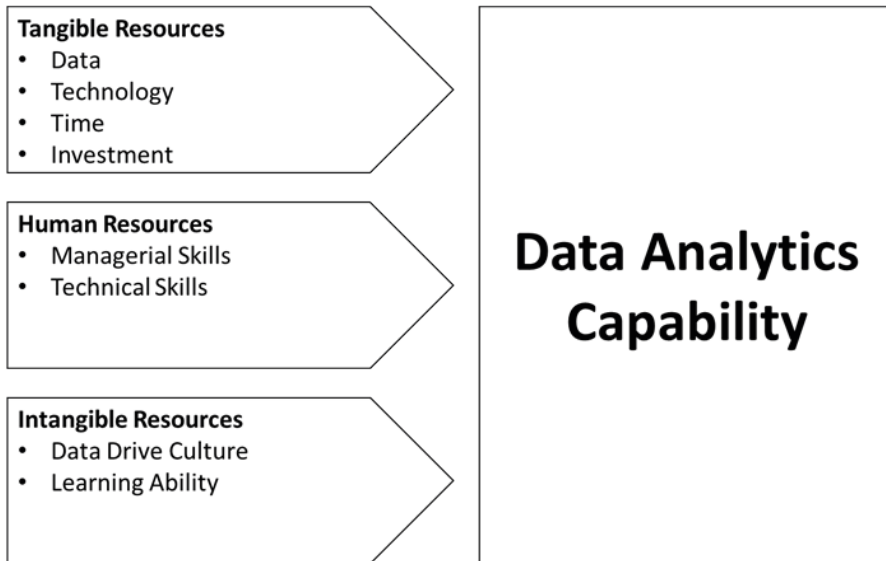 Tangible Resources
• Data
• Technology
• Time
• Investment
Human Resources
• Managerial Skills
• Technical Skills
Intangible Resources
• Data Drive Culture
• Learning Ability
Data Analytics
Capability